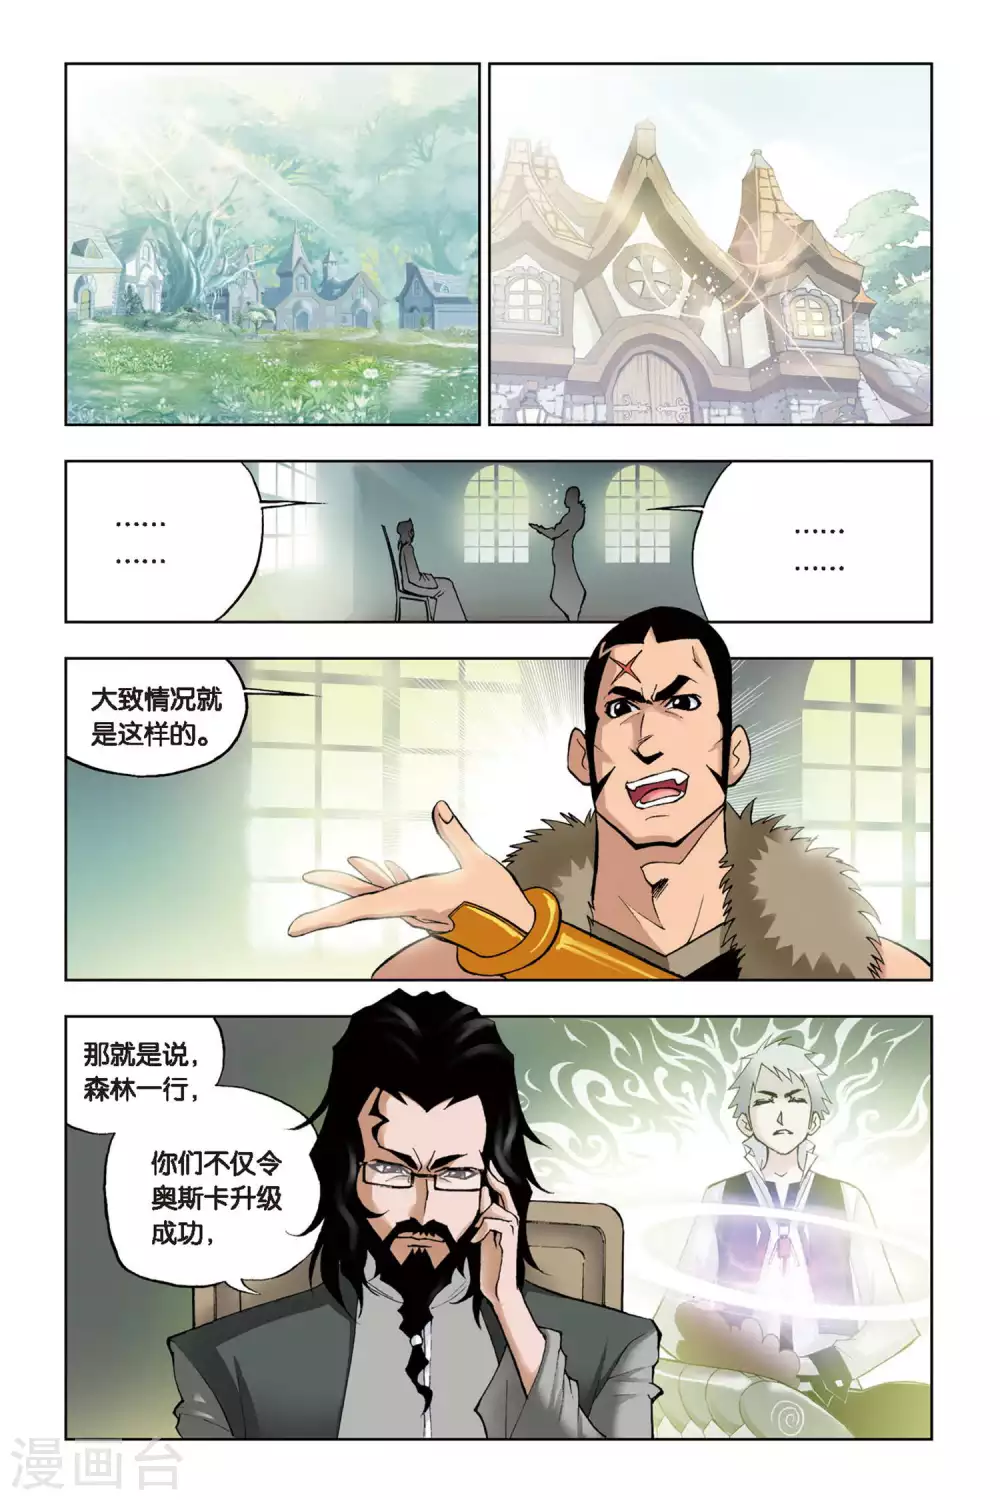 ……
……
……
……
大致情况就
是这样的。
那就是说，
森林一行，
你们不仅令
奥斯卡升级
成功，
漫画台